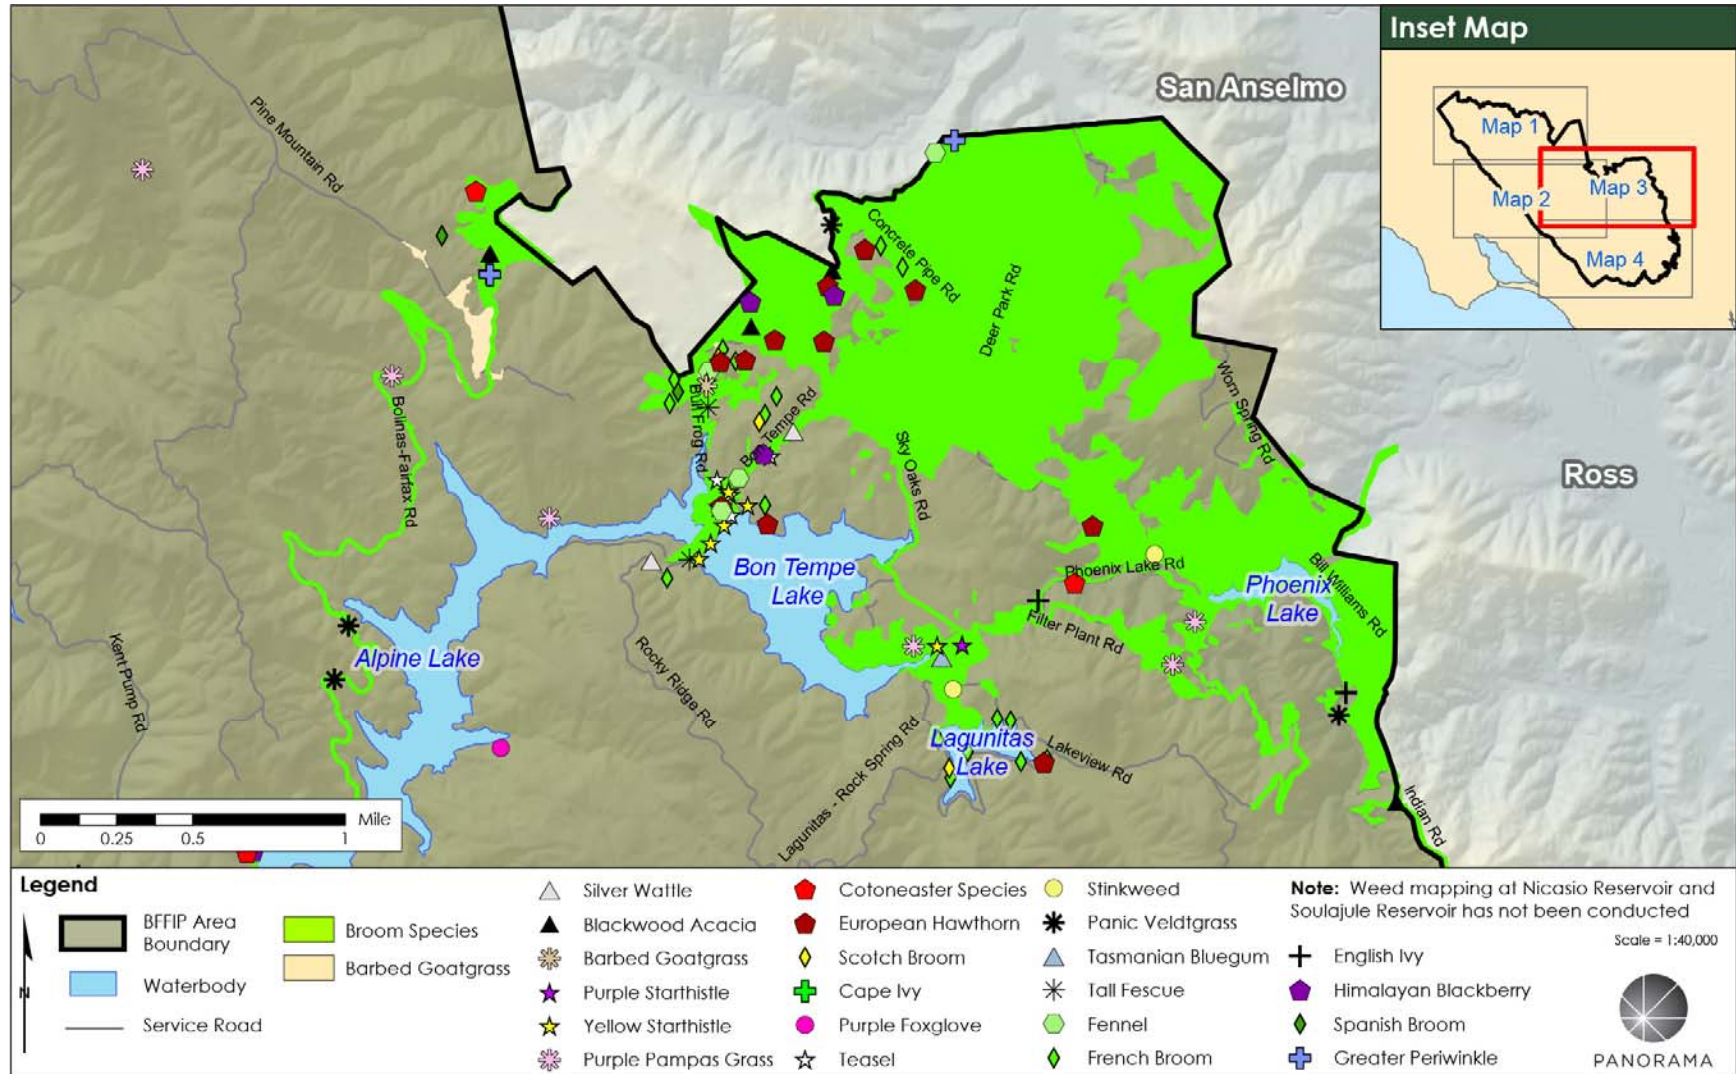 Inset Map
Map 1
Map 2
Map 3
Map 4
San Anselmo
Ross
Pine Mountain Rd
Concrete Pipe Rd
Deer Park Rd
Worn Spring Rd
Bolinas-Fairfax Rd
Bull Frog Rd
Bon Tempe Rd
Sky Oaks Rd
Phoenix Lake Rd
Bill Williams Rd
Filter Plant Rd
Kent Pump Rd
Rocky Ridge Rd
Lagunitas - Rock Spring Rd
Lakeview Rd
Indian Rd
Bon Tempe
Lake
Phoenix
Lake
Alpine Lake
Lagunitas
Lake
Mile
0 0.25 0.5 1
Legend
N
BFFIP Area
Boundary
Waterbody
Service Road
Broom Species
Barbed Goatgrass
Silver Wattle
Blackwood Acacia
Barbed Goatgrass
Purple Starthistle
Yellow Starthistle
Purple Pampas Grass
Cotoneaster Species
European Hawthorn
Scotch Broom
Cape Ivy
Purple Foxglove
Teasel
Stinkweed
Panic Veldtgrass
Tasmanian Bluegum
Tall Fescue
Fennel
French Broom
Note: Weed mapping at Nicasio Reservoir and
Soulajule Reservoir has not been conducted
Scale = 1:40,000
English Ivy
Himalayan Blackberry
Spanish Broom
Greater Periwinkle
PANORAMA